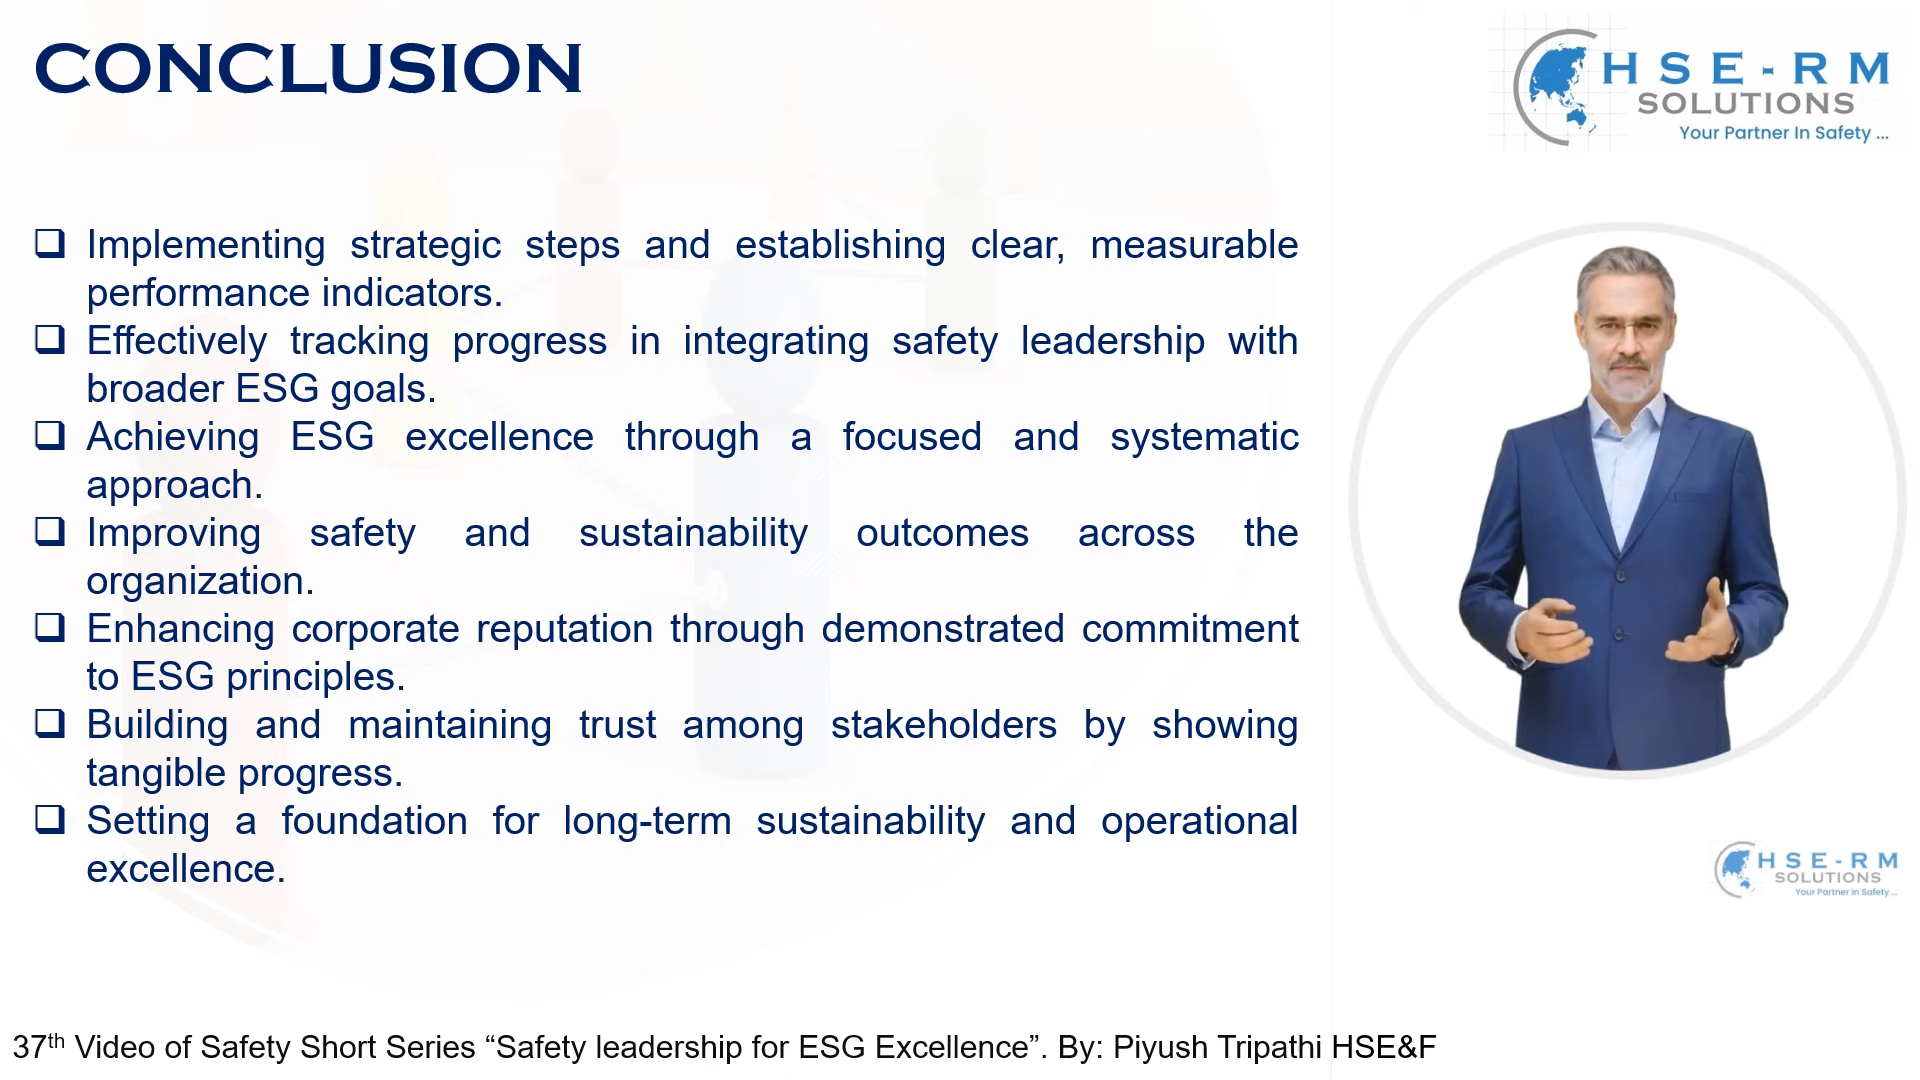 CONCLUSION
HSE-RM
SOLUTIONS
Your Partner In Safety ...
❑ Implementing strategic steps and establishing clear, measurable
performance indicators.
❑ Effectively tracking progress in integrating safety leadership with
broader ESG goals.
❑ Achieving ESG excellence through a focused and systematic
approach.
❑ Improving safety and sustainability outcomes across the
organization.
❑ Enhancing corporate reputation through demonstrated commitment
to ESG principles.
❑ Building and maintaining trust among stakeholders by showing
tangible progress.
❑ Setting a foundation for long-term sustainability and operational
excellence.
HSE-RM
SOLUTIONS
Your Partner In Safety ...
37th Video of Safety Short Series “Safety leadership for ESG Excellence”. By: Piyush Tripathi HSE&F